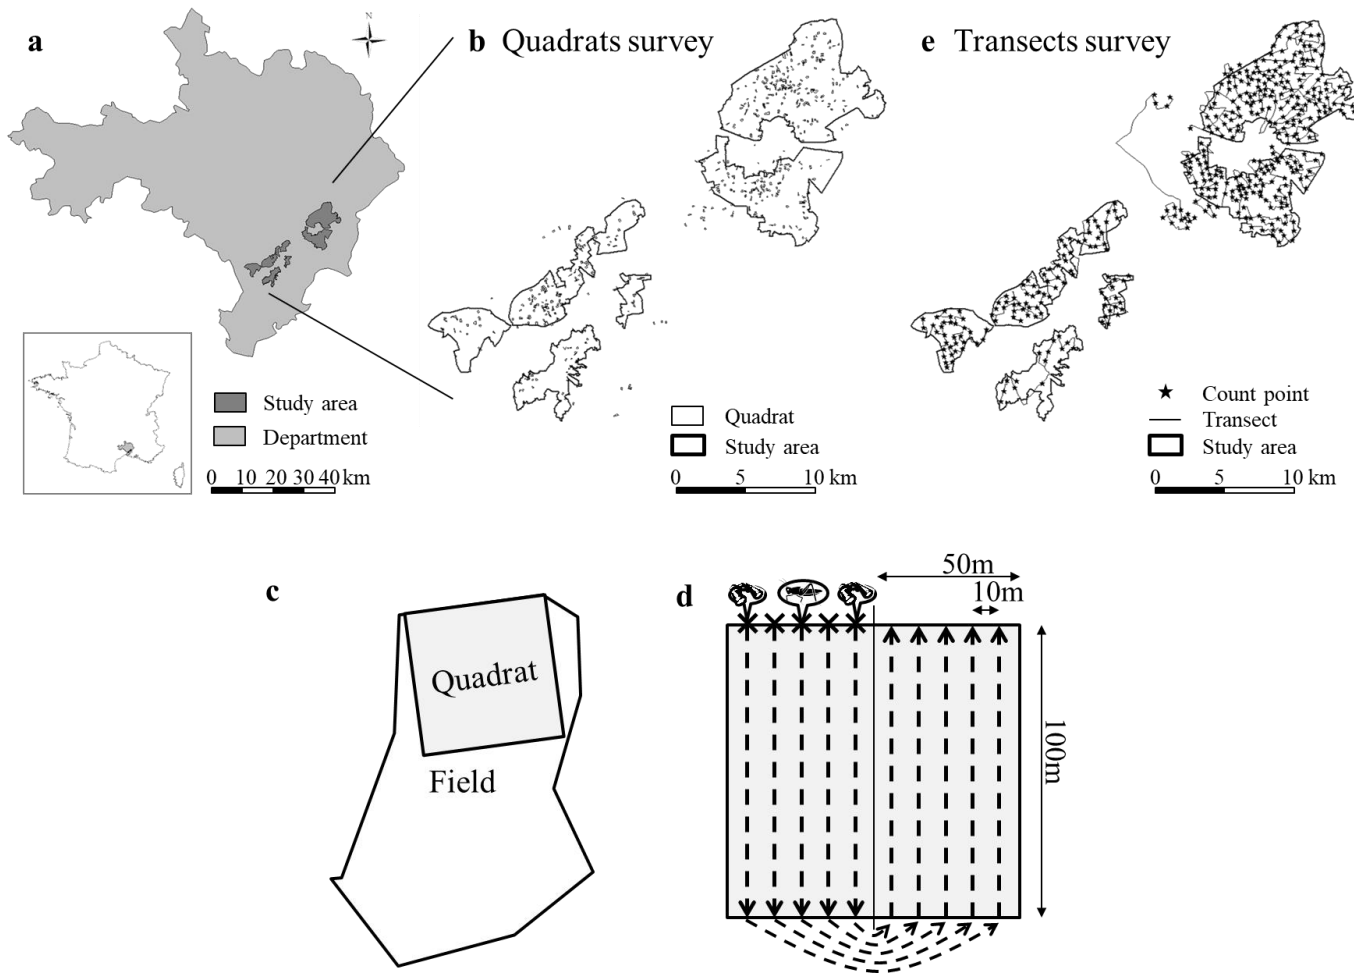 a
N
Study area
Department
0 10 20 30 40 km
b Quadrats survey
Quadrat
Study area
0 5 10 km
e Transects survey
Count point
Transect
Study area
0 5 10 km
c
Quadrat
Field
d
50m
10m
100m